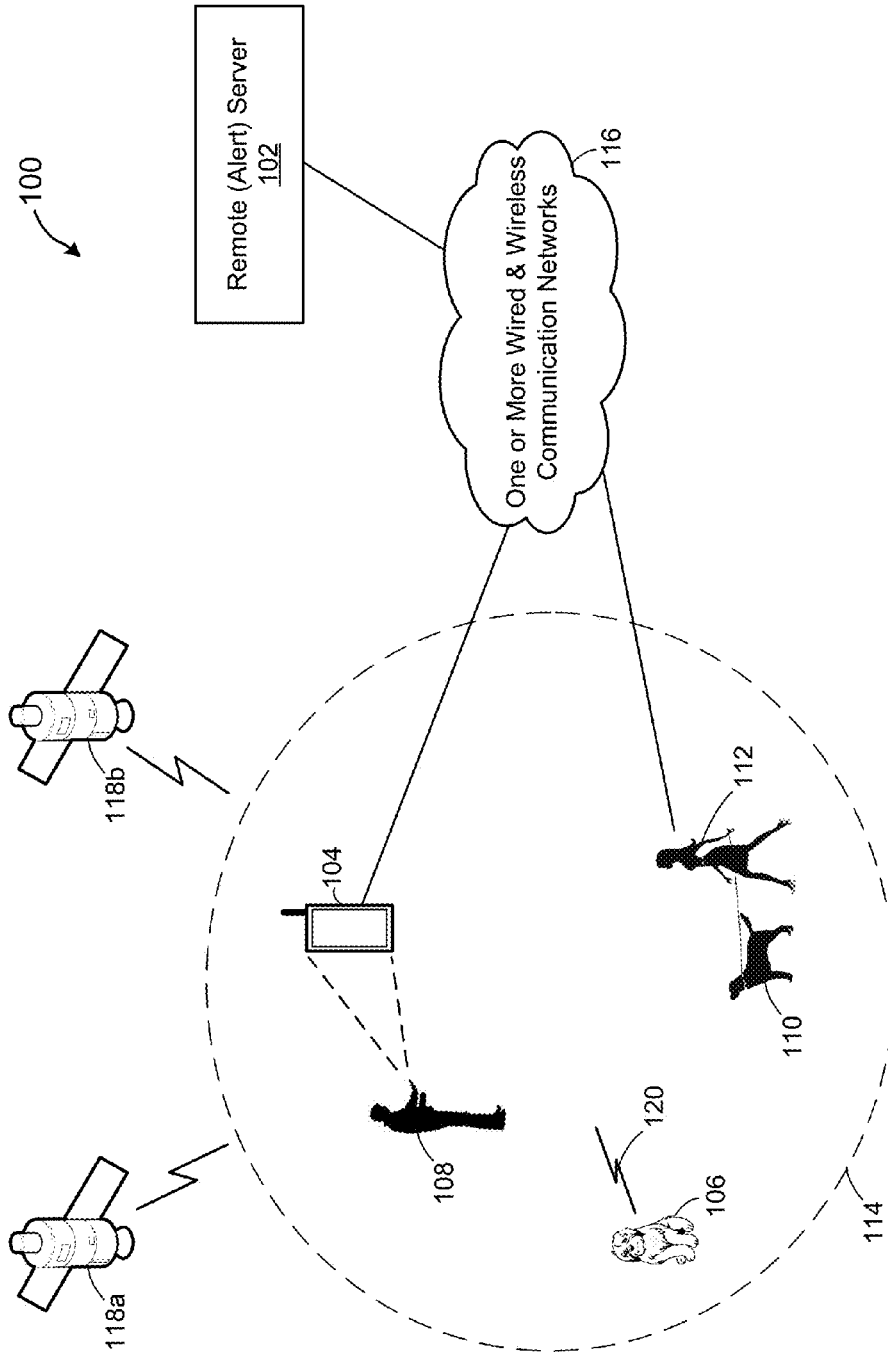 100
Remote (Alert) Server
102
118a
118b
104
116
One or More Wired & Wireless
Communication Networks
108
112
120
106
110
114